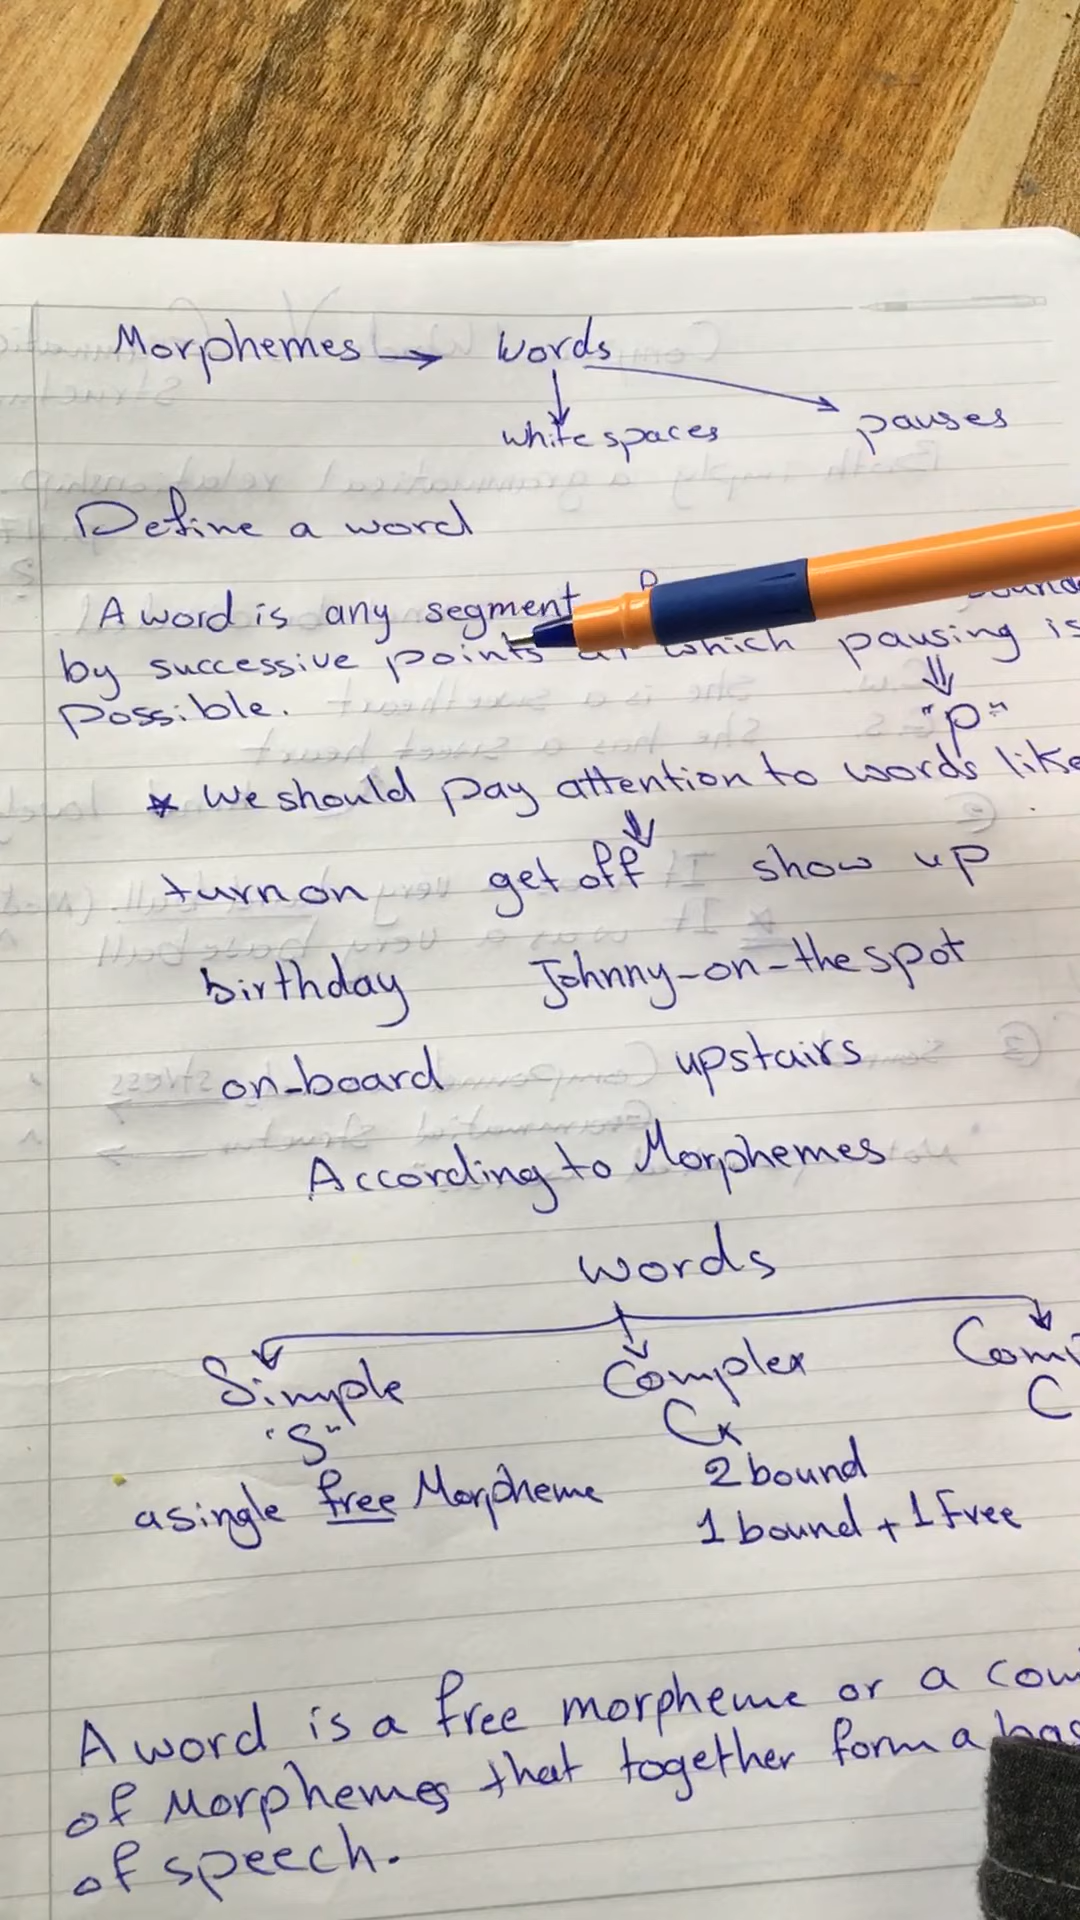 Morphemes → words
white spaces pauses
Define a word
A word is any segment
by successive points which pausing is
possible.
"P"
* We should pay attention to words like
turn on get off show up
birthday Johnny-on-the spot
on-board upstairs
According to Morphemes
words
Simple Complex
"S" Cx C
2 bound
a single free Morpheme
1 bound + 1 free
A word is a free morpheme or a
of Morphemes that together form a
of speech.